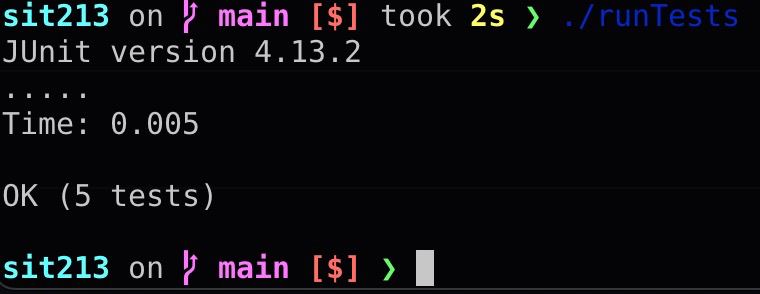 sit213 on  main [$] took 2s ❯ ./runTests
JUnit version 4.13.2
.....
Time: 0.005
OK (5 tests)
sit213 on  main [$] ❯